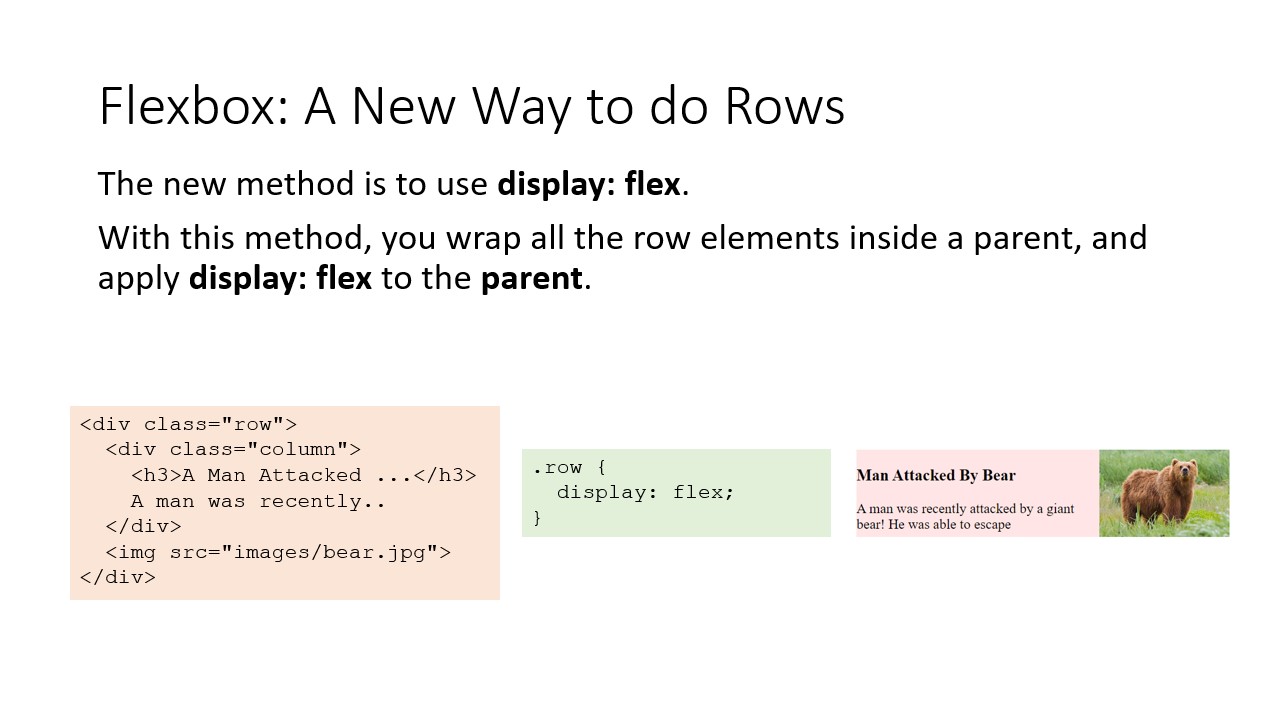 Flexbox: A New Way to do Rows
The new method is to use display: flex.
With this method, you wrap all the row elements inside a parent, and
apply display: flex to the parent.
<div class="row">
  <div class="column">
    <h3>A Man Attacked ...</h3>
    A man was recently..
  </div>
  <img src="images/bear.jpg">
</div>
.row {
  display: flex;
}
Man Attacked By Bear
A man was recently attacked by a giant
bear! He was able to escape